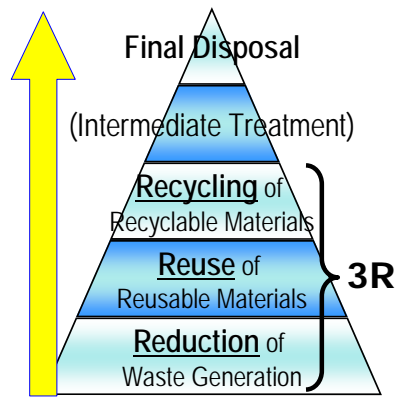 Final Disposal
(Intermediate Treatment)
Recycling of
Recyclable Materials
Reuse of
Reusable Materials
3R
Reduction of
Waste Generation